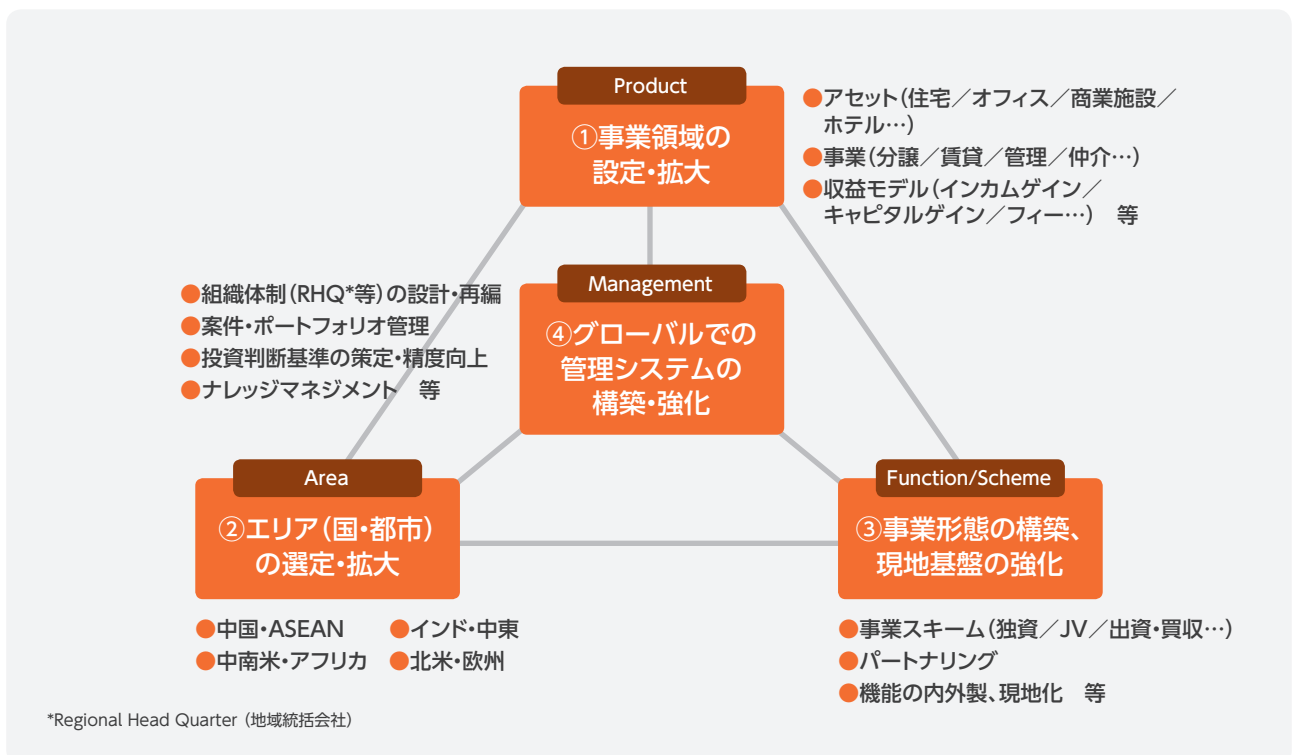 Product
①事業領域の
設定・拡大
●アセット（住宅／オフィス／商業施設／
ホテル…）
●事業（分譲／賃貸／管理／仲介…）
●収益モデル（インカムゲイン／
キャピタルゲイン／フィー…）　等
●組織体制（RHQ*等）の設計・再編
●案件・ポートフォリオ管理
●投資判断基準の策定・精度向上
●ナレッジマネジメント　等
Management
④グローバルでの
管理システムの
構築・強化
Area
②エリア（国・都市）
の選定・拡大
●中国・ASEAN　●インド・中東
●中南米・アフリカ　●北米・欧州
Function/Scheme
③事業形態の構築、
現地基盤の強化
●事業スキーム（独資／JV／出資・買収…）
●パートナリング
●機能の内外製、現地化　等
*Regional Head Quarter（地域統括会社）